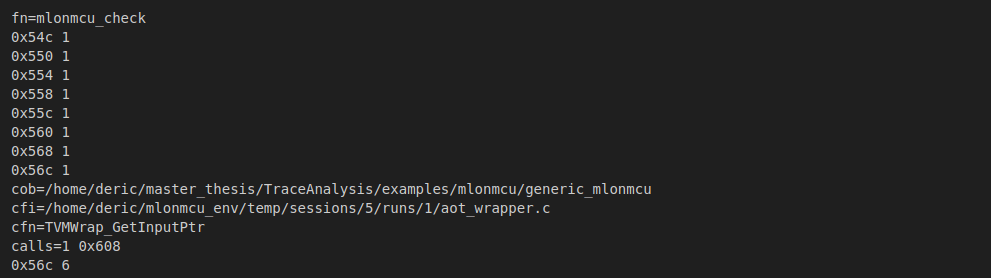 fn=mlonmcu_check
0x54c 1
0x550 1
0x554 1
0x558 1
0x55c 1
0x560 1
0x568 1
0x56c 1
cob=/home/deric/master_thesis/TraceAnalysis/examples/mlonmcu/generic_mlonmcu
cfi=/home/deric/mlonmcu_env/temp/sessions/5/runs/1/aot_wrapper.c
cfn=TVMWrap_GetInputPtr
calls=1 0x608
0x56c 6